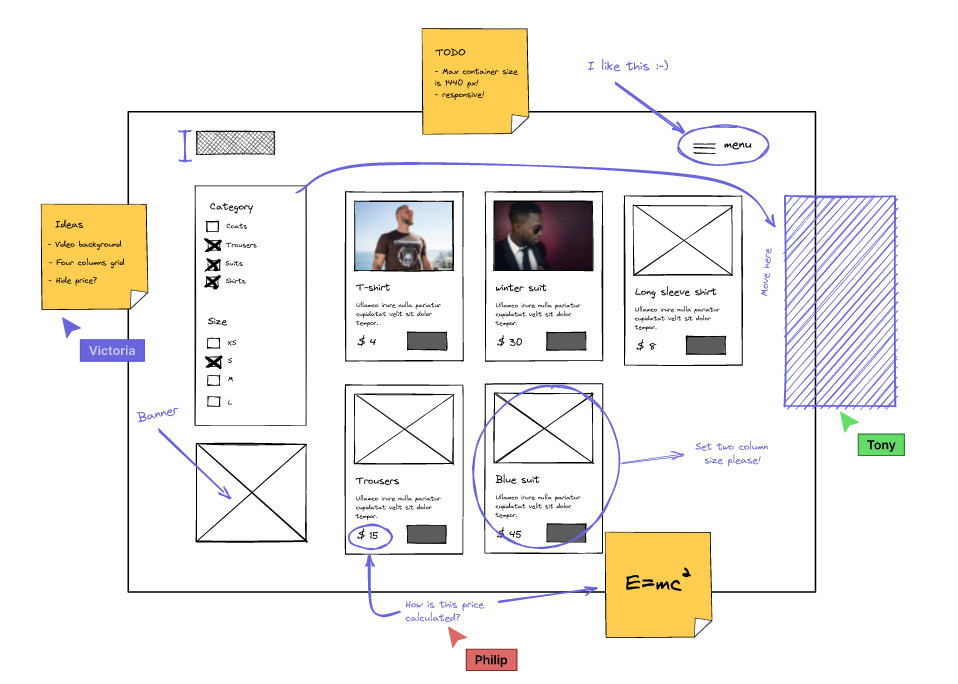 TODO
- Max container size
is 1440 px!
- responsive!
I like this :-)
menu
Ideas
- Video background
- Four columns grid
- Hide price?
Victoria
Category
Coats
Trousers
Suits
Shirts
Size
XS
S
M
L
Banner
T-shirt
Ullamco irure nulla pariatur
cupidatat velit sit dolor
tempor.
$ 4
winter suit
Ullamco irure nulla pariatur
cupidatat velit sit dolor
tempor.
$ 30
Long sleeve shirt
Ullamco irure nulla pariatur
cupidatat velit sit dolor
tempor.
$ 8
Move here
Tony
Trousers
Ullamco irure nulla pariatur
cupidatat velit sit dolor
tempor.
$ 15
Blue suit
Ullamco irure nulla pariatur
cupidatat velit sit dolor
tempor.
$ 45
Set two column
size please!
How is this price
calculated?
E=mc²
Philip